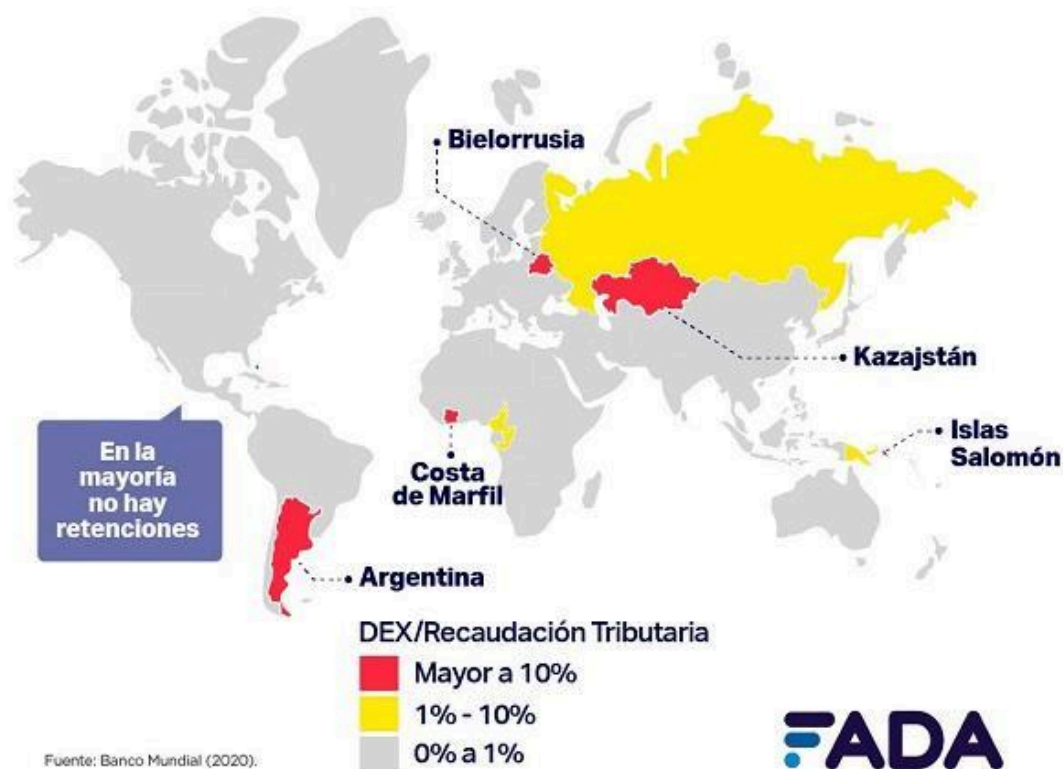 Bielorrusia
Kazajstán
Islas
Salomón
En la
mayoría
no hay
retenciones
Costa
de Marfil
Argentina
DEX/Recaudación Tributaria
Mayor a 10%
1% - 10%
0% a 1%
Fuente: Banco Mundial (2020).
FADA